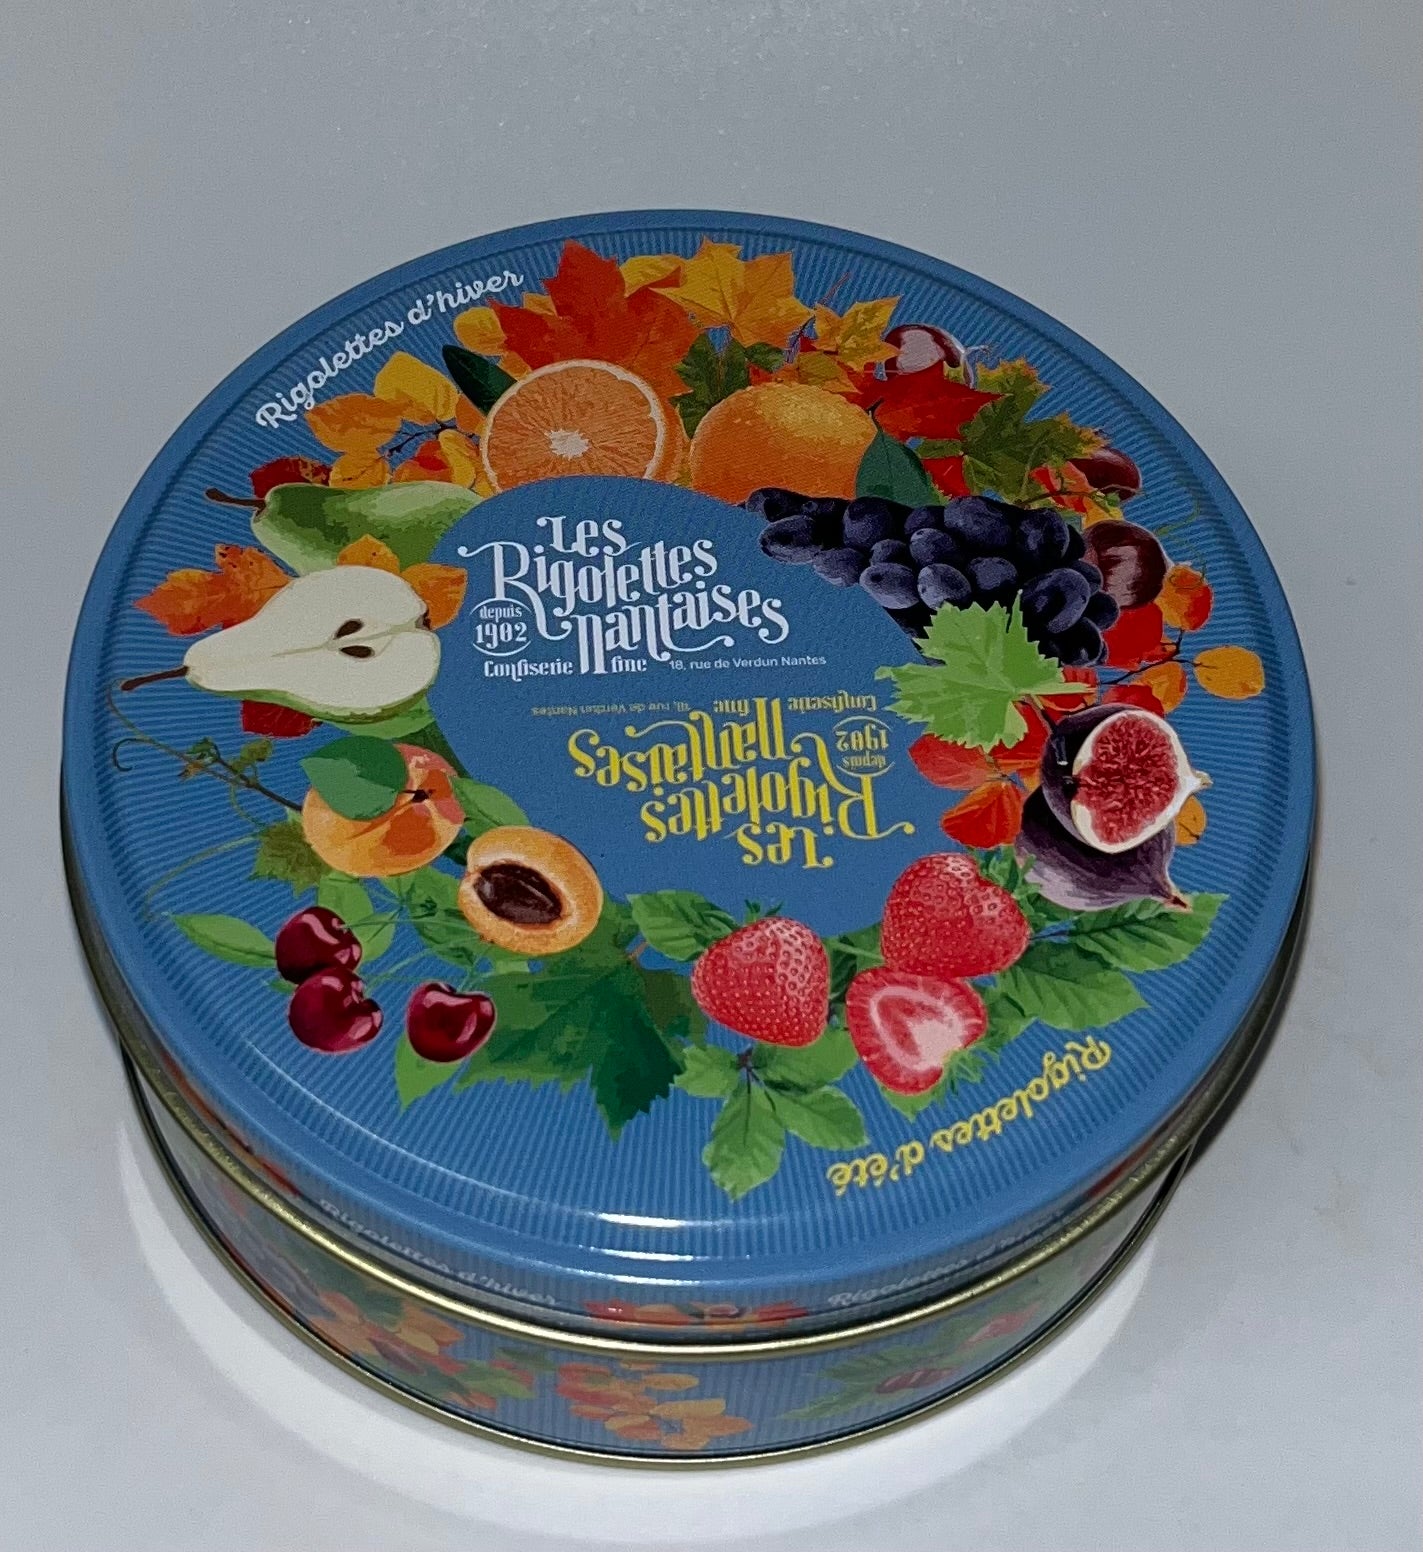 Rigolettes d'hiver
Les
Rigolettes
nantaises
depuis
1902
Confiserie fine 18, rue de Verdun Nantes
Les
Rigolettes
nantaises
depuis
1902
Confiserie fine 18, rue de Verdun Nantes
Rigolettes d'été
Rigolettes d'hiver
Rigolettes d'